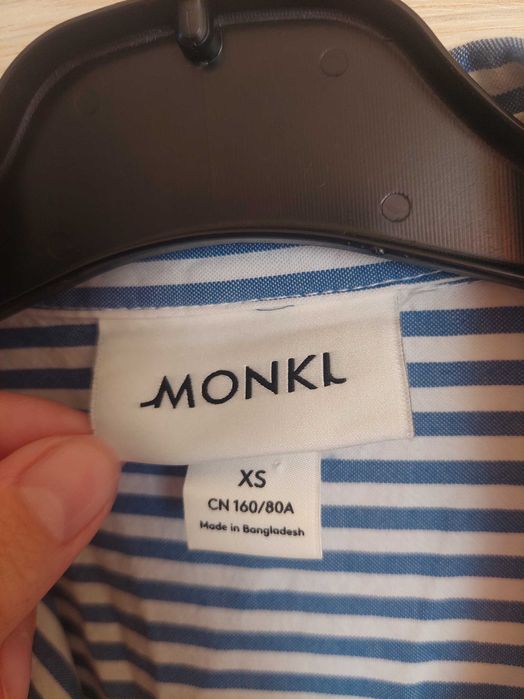 MONKI
XS
CN 160/80A
Made in Bangladesh